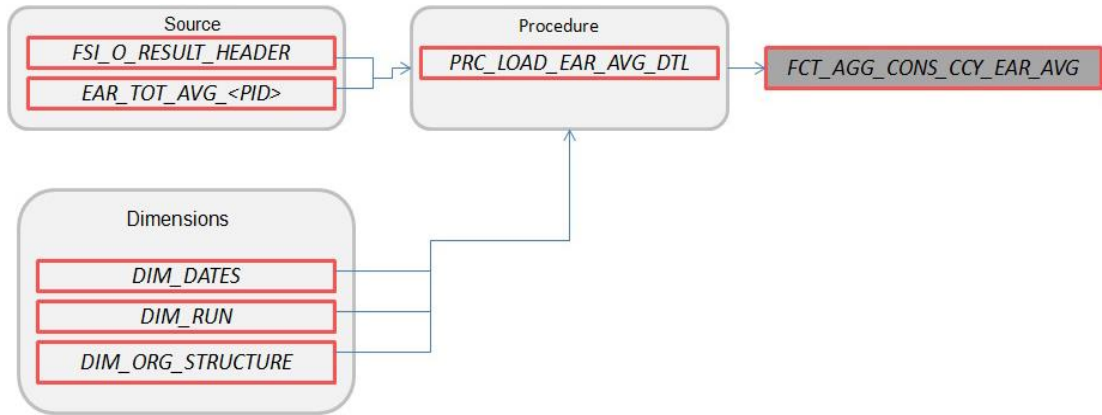 Source
FSI_O_RESULT_HEADER
EAR_TOT_AVG_<PID>
Procedure
PRC_LOAD_EAR_AVG_DTL
FCT_AGG_CONS_CCY_EAR_AVG
Dimensions
DIM_DATES
DIM_RUN
DIM_ORG_STRUCTURE